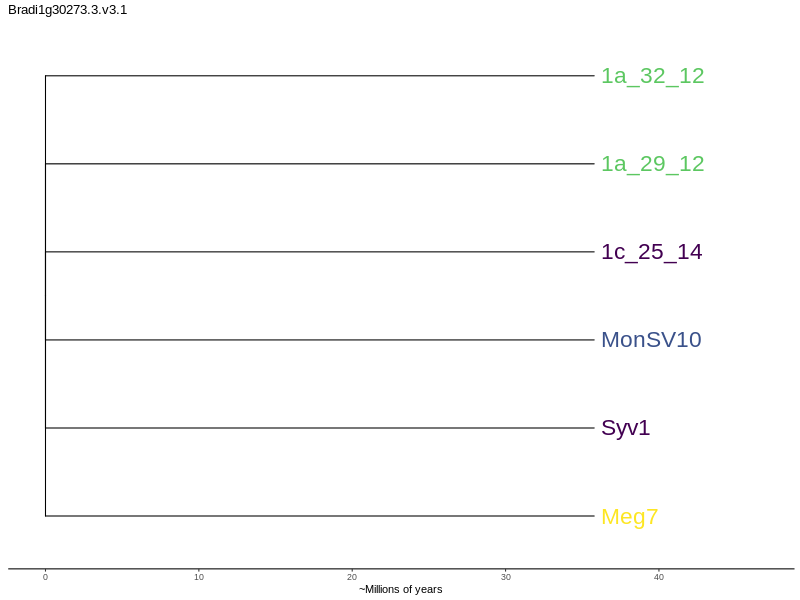 Bradi1g30273.3.v3.1
1a_32_12
1a_29_12
1c_25_14
MonSV10
Syv1
Meg7
0 10 20 30 40
~Millions of years